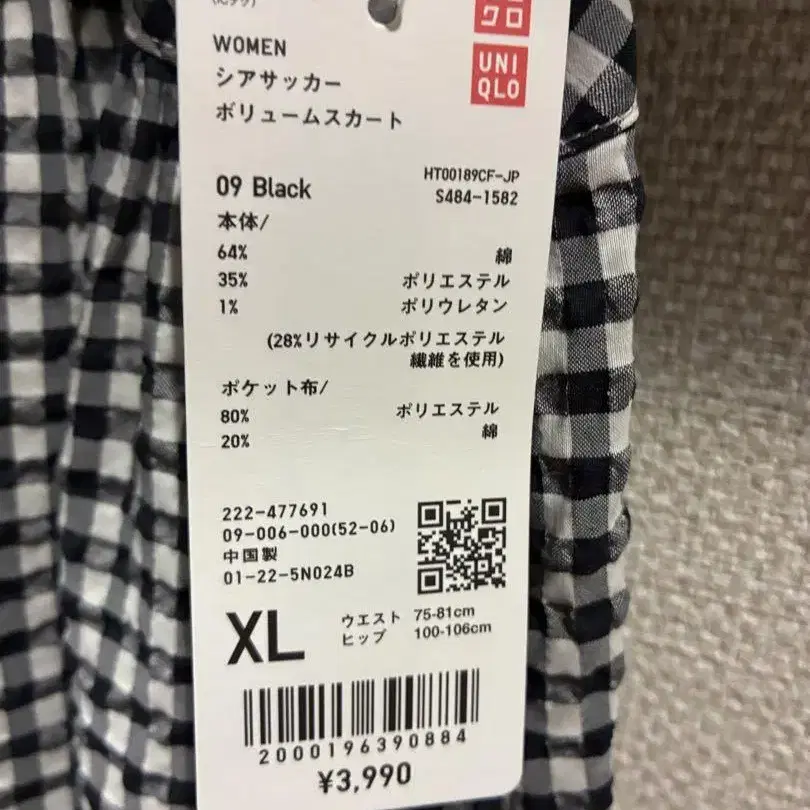 WOMEN
シアサッカー
ボリュームスカート
UNI
QLO
09 Black
HT00189CF-JP
S484-1582
本体/
64% 綿
35% ポリエステル
1% ポリウレタン
(28%リサイクルポリエステル
繊維を使用)
ポケット布/
80% ポリエステル
20% 綿
222-477691
09-006-000(52-06)
中国製
01-22-5N024B
XL
ウエスト 75-81cm
ヒップ 100-106cm
2000196390884
¥3,990